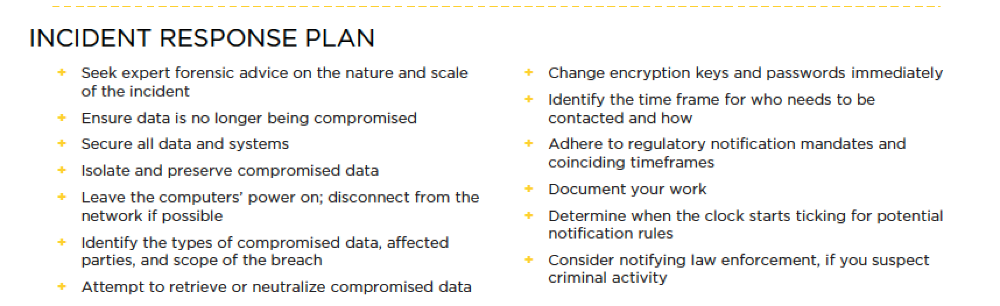 INCIDENT RESPONSE PLAN
Seek expert forensic advice on the nature and scale
of the incident
Ensure data is no longer being compromised
Secure all data and systems
Isolate and preserve compromised data
Leave the computers’ power on; disconnect from the
network if possible
Identify the types of compromised data, affected
parties, and scope of the breach
Attempt to retrieve or neutralize compromised data
Change encryption keys and passwords immediately
Identify the time frame for who needs to be
contacted and how
Adhere to regulatory notification mandates and
coinciding timeframes
Document your work
Determine when the clock starts ticking for potential
notification rules
Consider notifying law enforcement, if you suspect
criminal activity